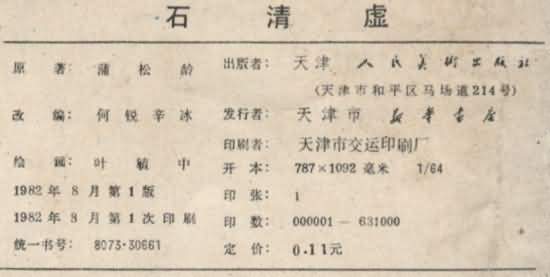 石清虚
原著：蒲松龄
改编：何锐辛冰
绘画：叶毓中
1982年8月第1版
1982年8月第1次印刷
统一书号：8073·30661
出版者：天津人民美术出版社
（天津市和平区马场道214号）
发行者：天津市新华书店
印刷者：天津市交运印刷厂
开本：787×1092毫米 1/64
印张：1
印数：000001—631000
定价：0.11元